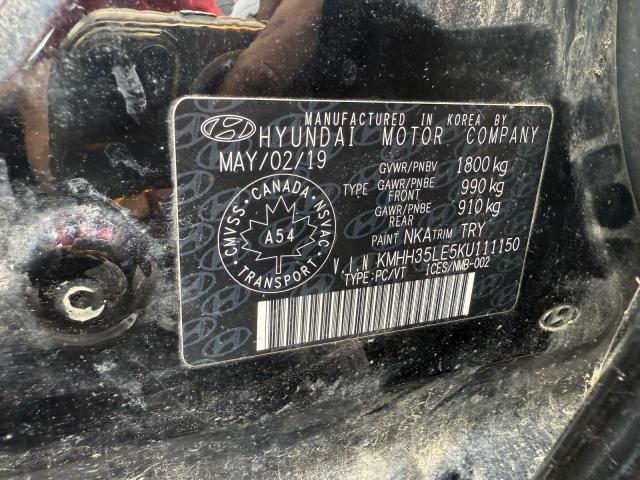 MANUFACTURED IN KOREA BY
HYUNDAI MOTOR COMPANY
MAY/02/19
GVWR/PNBV 1800 kg
TYPE GAWR/PNBE FRONT 990 kg
GAWR/PNBE REAR 910 kg
PAINT NKA TRIM TRY
V I N KMHH35LE5KU111150
TYPE:PC/VT ICES/NMB-002
CANADA
CMVSS
NSVAC
A54
TRANSPORT